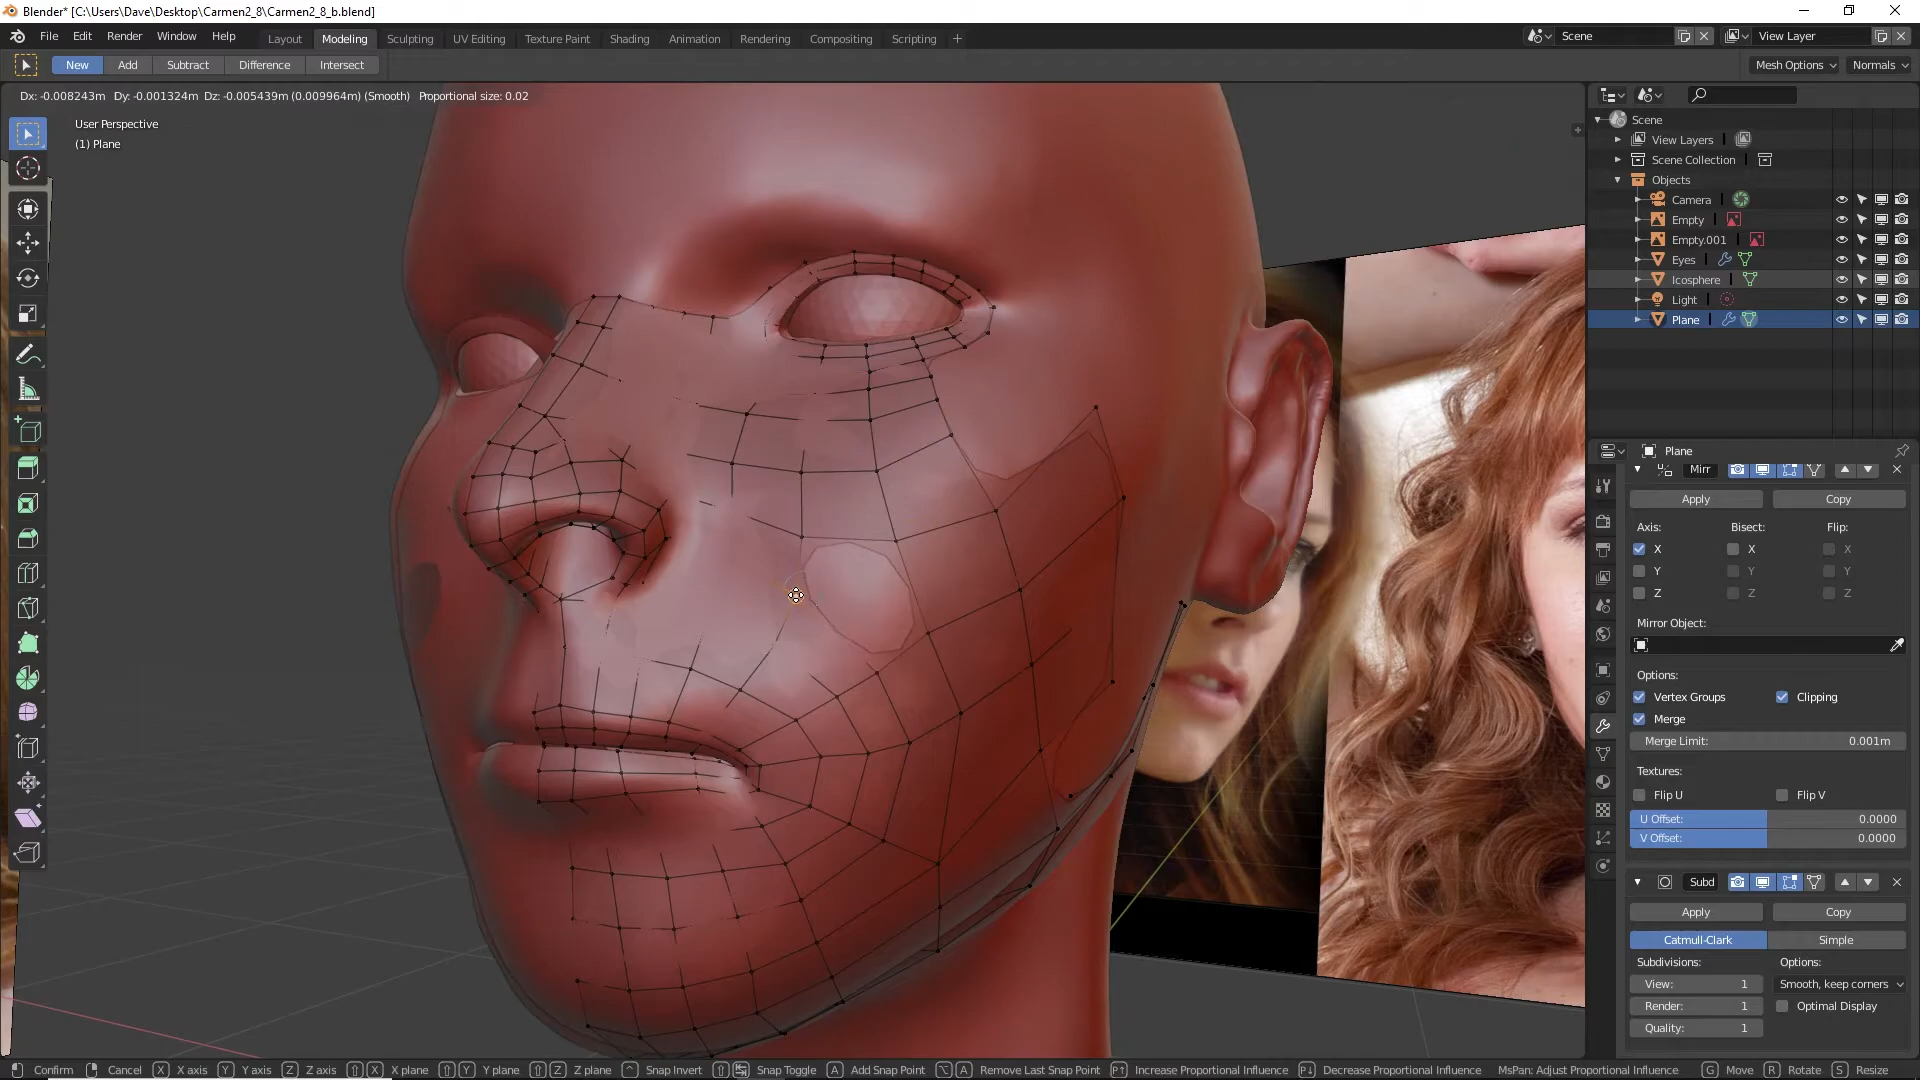 Blender* [C:\Users\Dave\Desktop\Carmen2_8\Carmen2_8_b.blend]
File Edit Render Window Help Layout Modeling Sculpting UV Editing Texture Paint Shading Animation Rendering Compositing Scripting + Scene View Layer
New Add Subtract Difference Intersect Mesh Options Normals
Dx: -0.008243m Dy: -0.001324m Dz: -0.005439m (0.009964m) (Smooth) Proportional size: 0.02
User Perspective
(1) Plane
Scene
View Layers
Scene Collection
Objects
Camera
Empty
Empty.001
Eyes
Icosphere
Light
Plane
Plane
Mirr
Apply Copy
Axis: Bisect: Flip:
X X X
Y Y Y
Z Z Z
Mirror Object:
Options:
Vertex Groups Clipping
Merge
Merge Limit: 0.001m
Textures:
Flip U Flip V
U Offset: 0.0000
V Offset: 0.0000
Subd
Apply Copy
Catmull-Clark Simple
Subdivisions: Options:
View: 1 Smooth, keep corners
Render: 1 Optimal Display
Quality: 1
Confirm Cancel X X axis Y Y axis Z Z axis X X plane Y Y plane Z Z plane Snap Invert Snap Toggle A Add Snap Point A Remove Last Snap Point Increase Proportional Influence Decrease Proportional Influence MsPan: Adjust Proportional Influence G Move R Rotate S Resize